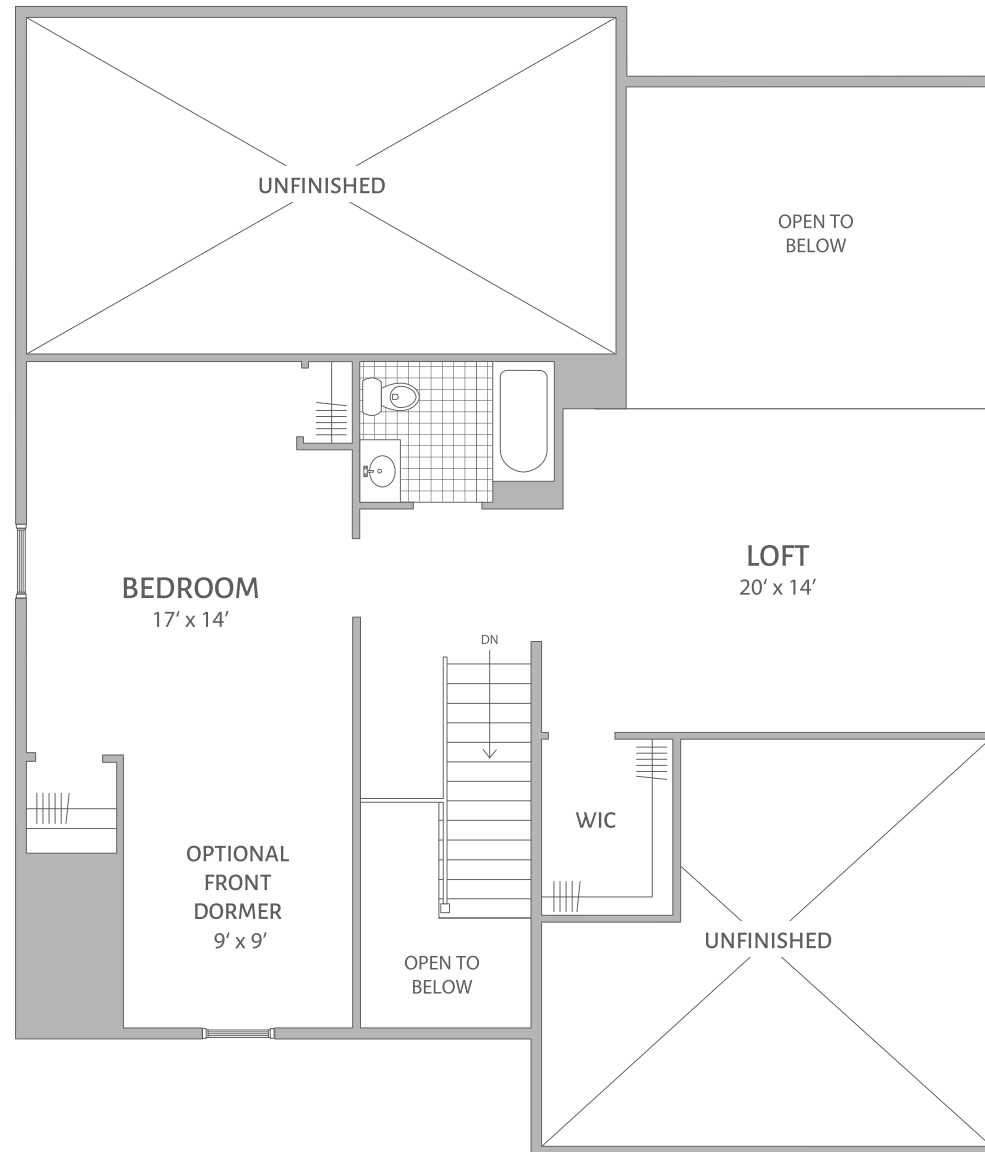 UNFINISHED
OPEN TO
BELOW
BEDROOM
17‘ x 14’
LOFT
20‘ x 14’
DN
WIC
OPTIONAL
FRONT
DORMER
9‘ x 9’
OPEN TO
BELOW
UNFINISHED